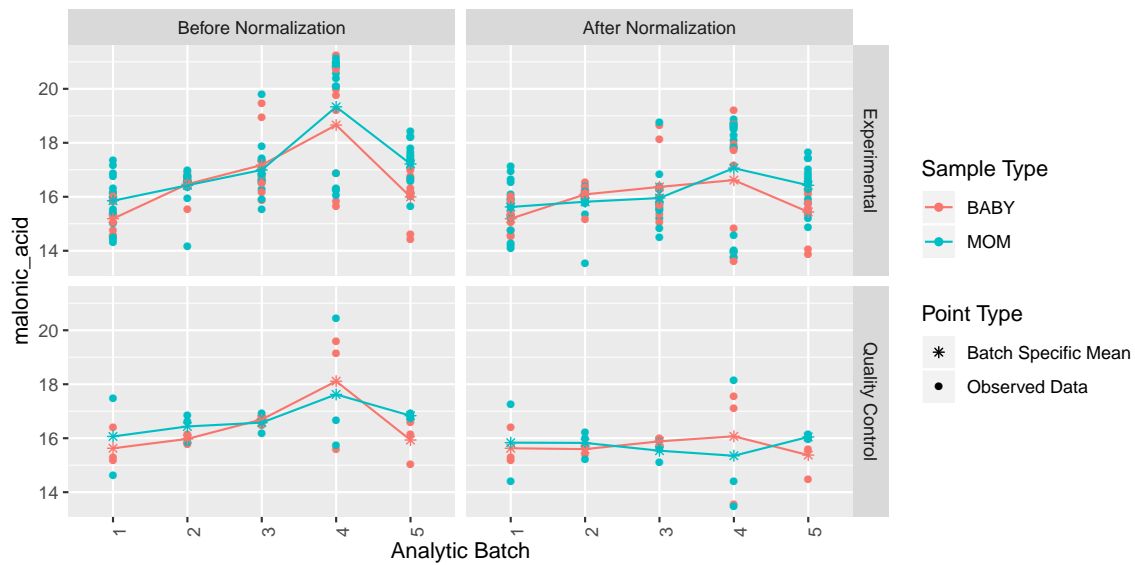 Before Normalization
After Normalization
malonic_acid
20
18
16
14
Experimental
20
18
16
14
Quality Control
1
2
3
4
5
1
2
3
4
5
Analytic Batch
Sample Type
BABY
MOM
Point Type
Batch Specific Mean
Observed Data